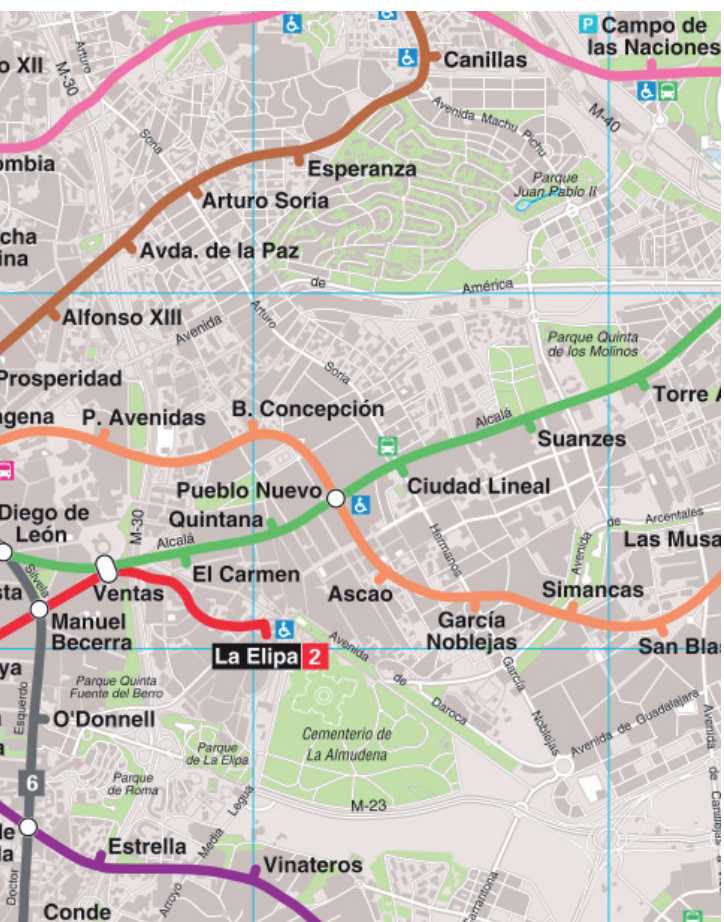 P Campo de
las Naciones
o XII
Arturo
M-30
Canillas
Avenida Machu Pichu
M-40
Soria
ombia
Esperanza
Parque
Juan Pablo II
Arturo Soria
cha
ina
Avda. de la Paz
de
América
Alfonso XIII
Avenida
Arturo
Soria
Parque Quinta
de los Molinos
Prosperidad
Torre A
gena
P. Avenidas
B. Concepción
Alcalá
Suanzes
Pueblo Nuevo
Ciudad Lineal
Diego de
León
M-30
Quintana
Alcalá
Hermanos
Avenida
de
Arcentales
Las Musa
El Carmen
Silvela
sta
Ventas
Ascao
Simancas
Manuel
Becerra
García
Noblejas
San Blas
La Elipa 2
Avenida
de
Daroca
ya
Parque Quinta
Fuente del Berro
García
Noblejas
Esquerdo
O'Donnell
Avenida de Guadalajara
Avenida de Canillejas a
Cementerio de
La Almudena
Parque
de La Elipa
6
Parque
de Roma
M-23
de
la
Estrella
Legua
Media
Arroyo
Vinateros
Doctor
Conde